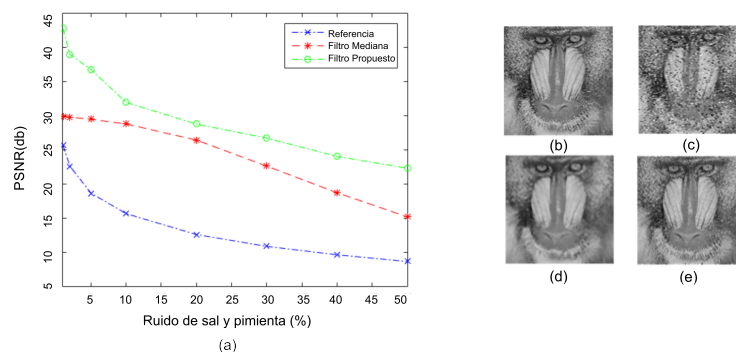 45
40
35
30
25
20
15
10
5
PSNR(db)
Referencia
Filtro Mediana
Filtro Propuesto
5 10 15 20 25 30 35 40 45 50
Ruido de sal y pimienta (%)
(a)
(b) (c)
(d) (e)